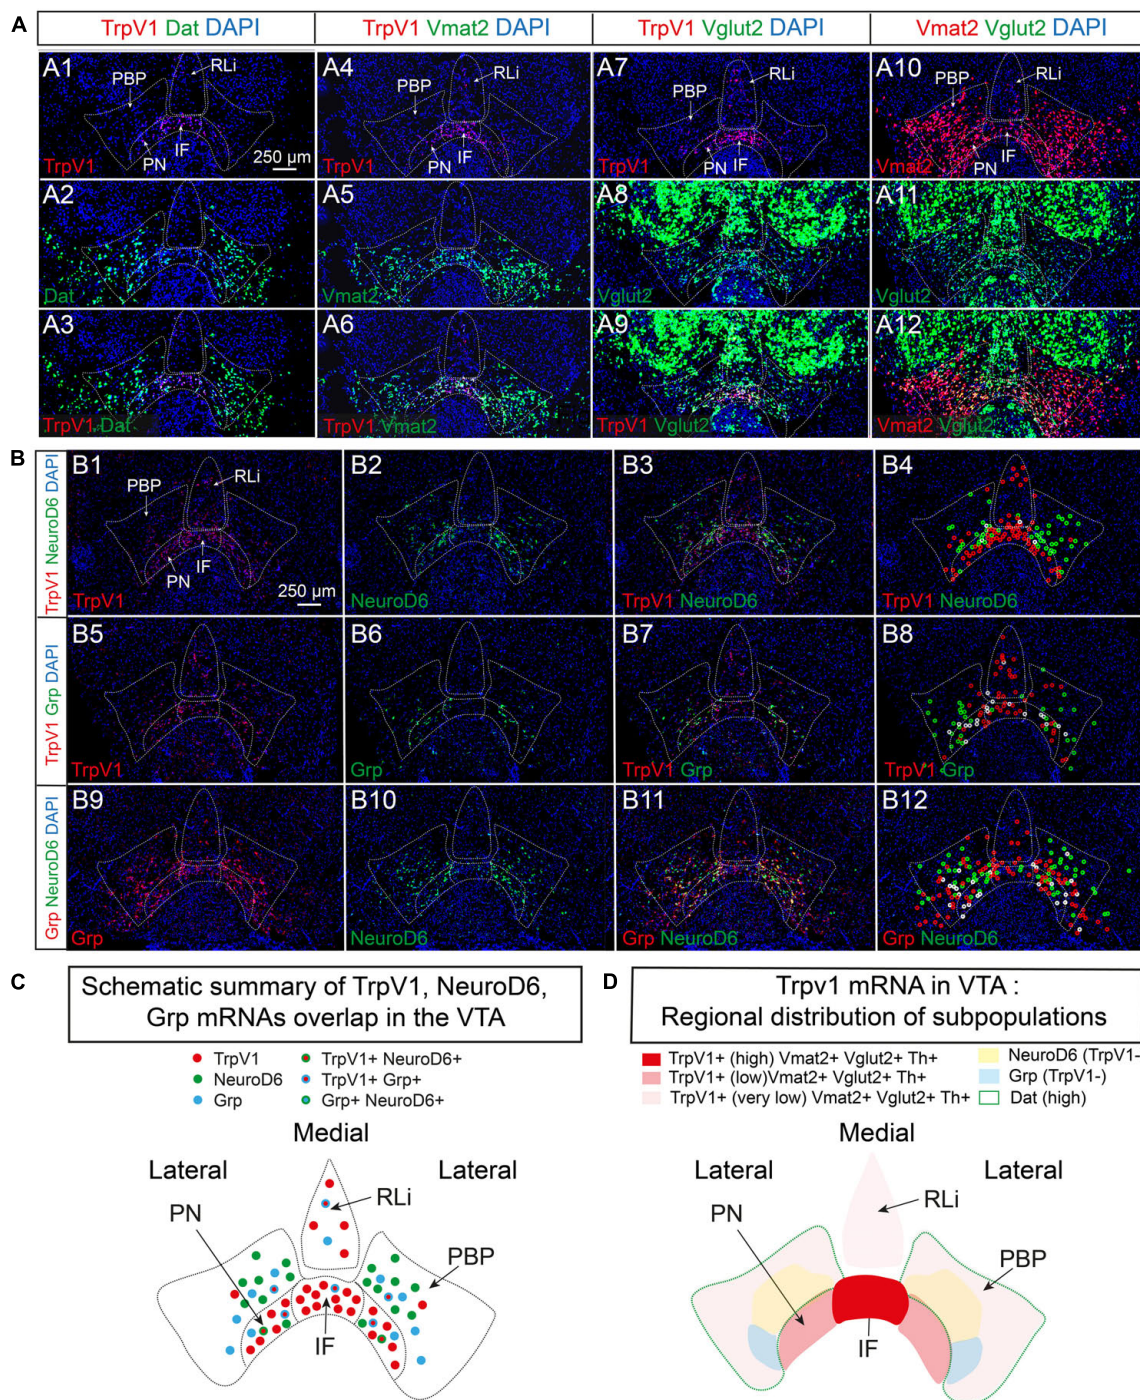 A
TrpV1 Dat DAPI
TrpV1 Vmat2 DAPI
TrpV1 Vglut2 DAPI
Vmat2 Vglut2 DAPI
A1
PBP
RLi
PN
IF
TrpV1
250 µm
A4
PBP
RLi
PN
IF
TrpV1
A7
PBP
RLi
PN
IF
TrpV1
A10
PBP
RLi
PN
IF
Vmat2
A2
Dat
A5
Vmat2
A8
Vglut2
A11
Vglut2
A3
TrpV1 Dat
A6
TrpV1 Vmat2
A9
TrpV1 Vglut2
A12
Vmat2 Vglut2
B
TrpV1 NeuroD6 DAPI
B1
PBP
RLi
PN
IF
TrpV1
250 µm
B2
NeuroD6
B3
TrpV1 NeuroD6
B4
TrpV1 NeuroD6
TrpV1 Grp DAPI
B5
TrpV1
B6
Grp
B7
TrpV1 Grp
B8
TrpV1 Grp
Grp NeuroD6 DAPI
B9
Grp
B10
NeuroD6
B11
Grp NeuroD6
B12
Grp NeuroD6
C
Schematic summary of TrpV1, NeuroD6,
Grp mRNAs overlap in the VTA
TrpV1
TrpV1+ NeuroD6+
NeuroD6
TrpV1+ Grp+
Grp
Grp+ NeuroD6+
Medial
Lateral
Lateral
PN
RLi
PBP
IF
D
Trpv1 mRNA in VTA :
Regional distribution of subpopulations
TrpV1+ (high) Vmat2+ Vglut2+ Th+
NeuroD6 (TrpV1-)
TrpV1+ (low)Vmat2+ Vglut2+ Th+
Grp (TrpV1-)
TrpV1+ (very low) Vmat2+ Vglut2+ Th+
Dat (high)
Medial
Lateral
Lateral
PN
RLi
PBP
IF